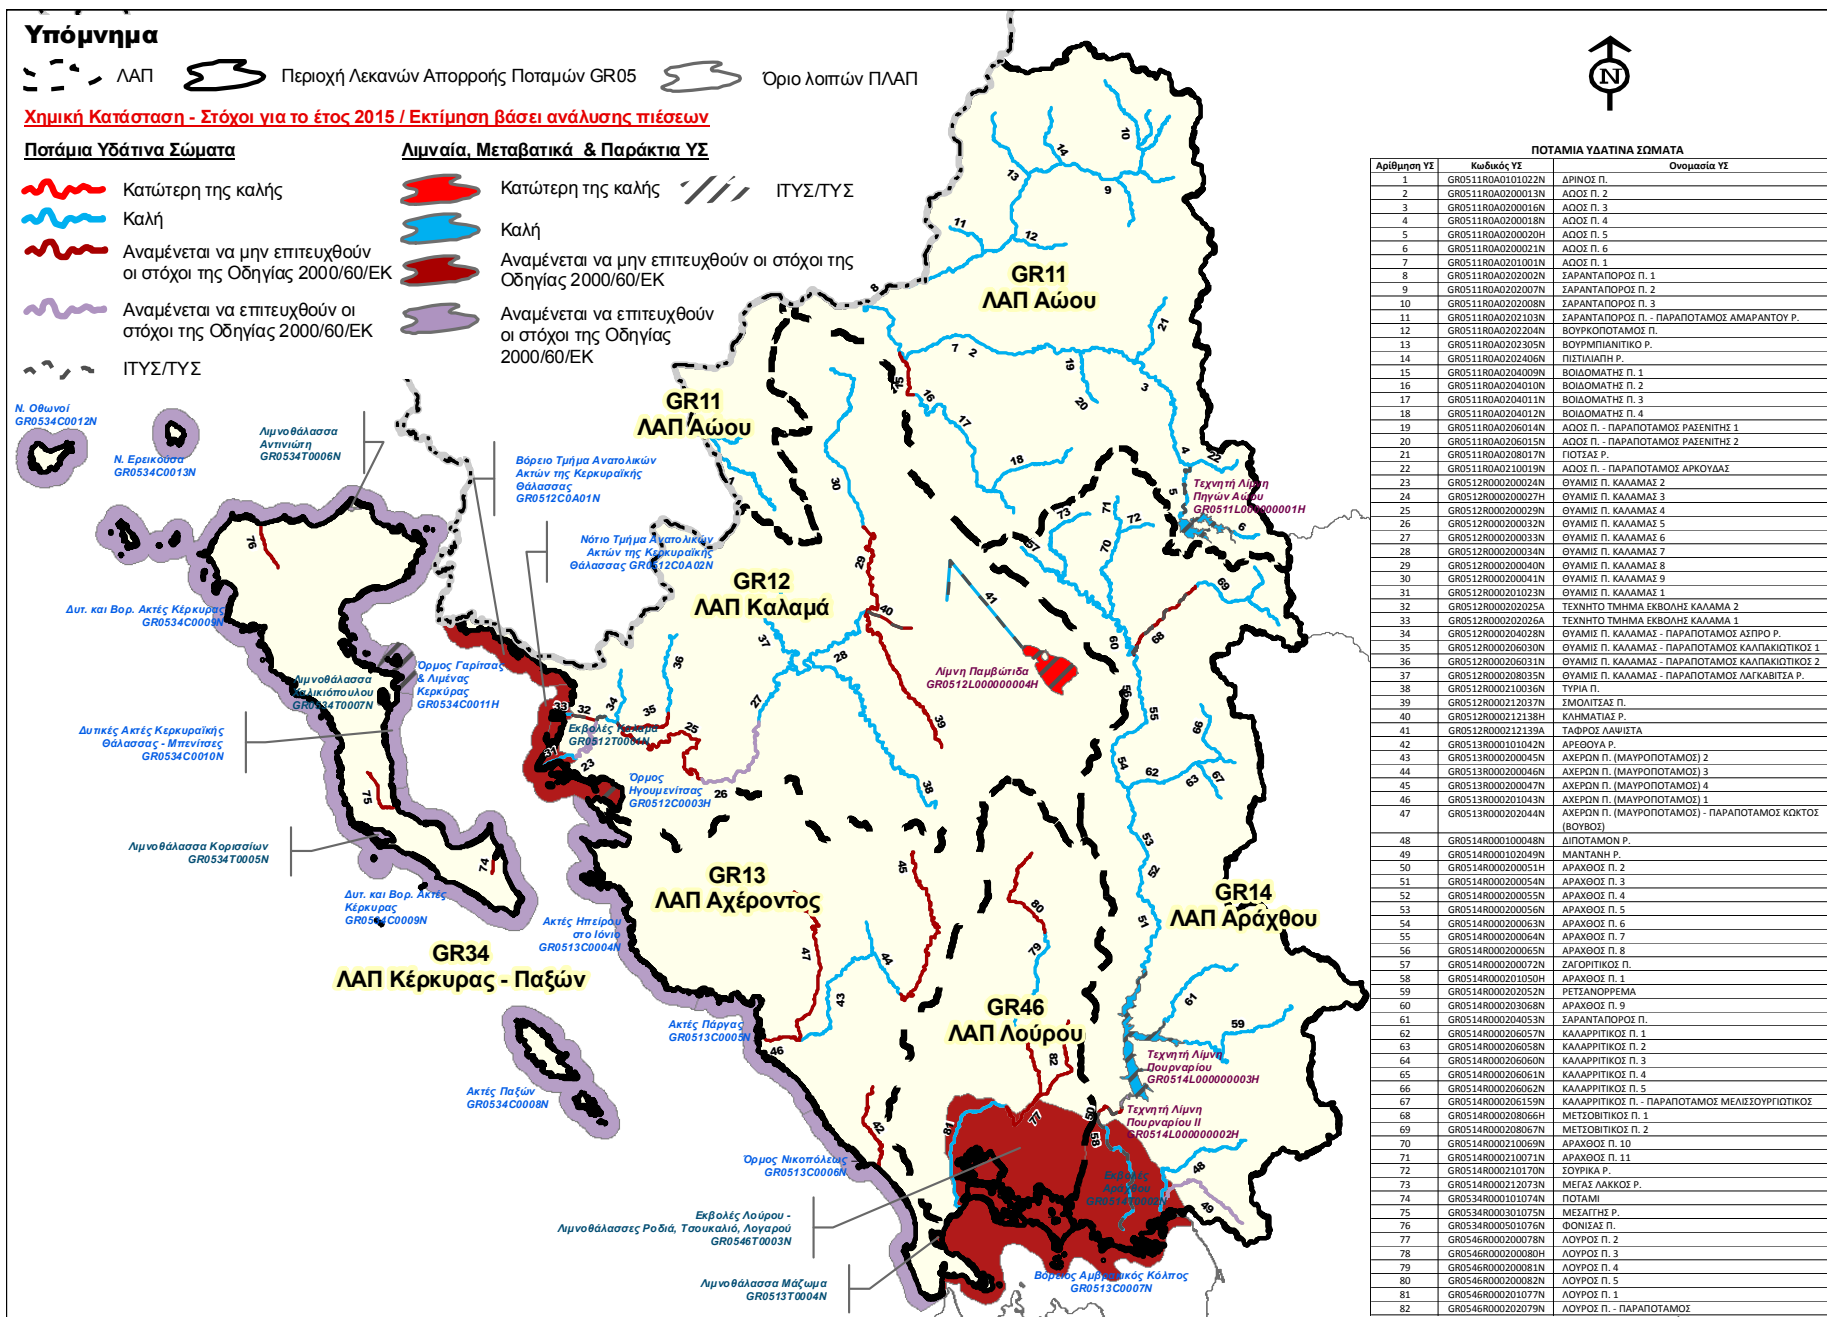 Υπόμνημα
ΛΑΠ
Περιοχή Λεκανών Απορροής Ποταμών GR05
Όριο λοιπών ΠΛΑΠ
Χημική Κατάσταση - Στόχοι για το έτος 2015 / Εκτίμηση βάσει ανάλυσης πιέσεων
Ποτάμια Υδάτινα Σώματα
Κατώτερη της καλής
Καλή
Αναμένεται να μην επιτευχθούν
οι στόχοι της Οδηγίας 2000/60/ΕΚ
Αναμένεται να επιτευχθούν οι
στόχοι της Οδηγίας 2000/60/ΕΚ
ΙΤΥΣ/ΤΥΣ
Λιμναία, Μεταβατικά & Παράκτια ΥΣ
Κατώτερη της καλής
ΙΤΥΣ/ΤΥΣ
Καλή
Αναμένεται να μην επιτευχθούν οι στόχοι της
Οδηγίας 2000/60/ΕΚ
Αναμένεται να επιτευχθούν
οι στόχοι της Οδηγίας
2000/60/ΕΚ
N
GR11
ΛΑΠ Αώου
GR11
ΛΑΠ Αώου
GR12
ΛΑΠ Καλαμά
GR13
ΛΑΠ Αχέροντος
GR14
ΛΑΠ Αράχθου
GR46
ΛΑΠ Λούρου
GR34
ΛΑΠ Κέρκυρας - Παξών
Ν. Οθωνοί
GR0534C0012N
Ν. Ερεικούσα
GR0534C0013N
Λιμνοθάλασσα
Αντινιώτη
GR0534T0006N
Βόρειο Τμήμα Ανατολικών
Ακτών της Κερκυραϊκής
Θάλασσας
GR0512C0A01N
Νότιο Τμήμα Ανατολικών
Ακτών της Κερκυραϊκής
Θάλασσας GR0512C0A02N
Δυτ. και Βορ. Ακτές Κέρκυρας
GR0534C0009N
Όρμος Γαρίτσας
& Λιμένας
Κερκύρας
GR0534C0011H
Λιμνοθάλασσα
Χαλικιόπουλου
GR0534T0007N
Δυτικές Ακτές Κερκυραϊκής
Θάλασσας - Μπενίτσες
GR0534C0010N
Εκβολές Καλαμά
GR0512T0001N
Όρμος
Ηγουμενίτσας
GR0512C0003H
Λιμνοθάλασσα Κορισσίων
GR0534T0005N
Δυτ. και Βορ. Ακτές
Κέρκυρας
GR0534C0009N
Ακτές Ηπείρου
στο Ιόνιο
GR0513C0004N
Ακτές Πάργας
GR0513C0005N
Ακτές Παξών
GR0534C0008N
Όρμος Νικοπόλεως
GR0513C0006N
Εκβολές Λούρου -
Λιμνοθάλασσες Ροδιά, Τσουκαλιό, Λογαρού
GR0546T0003N
Λιμνοθάλασσα Μάζωμα
GR0513T0004N
Βόρειος Αμβρακικός Κόλπος
GR0513C0007N
Εκβολές
Αράχθου
GR0514T0002N
Τεχνητή Λίμνη
Πουρναρίου ΙΙ
GR0514L000000002H
Τεχνητή Λίμνη
Πουρναρίου
GR0514L000000003H
Λίμνη Παμβώτιδα
GR0512L000000004H
Τεχνητή Λίμνη
Πηγών Αώου
GR0511L000000001H
ΠΟΤΑΜΙΑ ΥΔΑΤΙΝΑ ΣΩΜΑΤΑ
Αρίθμηση ΥΣ Κωδικός ΥΣ Ονομασία ΥΣ
1 GR0511R0A0101022N ΔΡΙΝΟΣ Π.
2 GR0511R0A0200013N ΑΩΟΣ Π. 2
3 GR0511R0A0200016N ΑΩΟΣ Π. 3
4 GR0511R0A0200018N ΑΩΟΣ Π. 4
5 GR0511R0A0200020H ΑΩΟΣ Π. 5
6 GR0511R0A0200021N ΑΩΟΣ Π. 6
7 GR0511R0A0201001N ΑΩΟΣ Π. 1
8 GR0511R0A0202002N ΣΑΡΑΝΤΑΠΟΡΟΣ Π. 1
9 GR0511R0A0202007N ΣΑΡΑΝΤΑΠΟΡΟΣ Π. 2
10 GR0511R0A0202008N ΣΑΡΑΝΤΑΠΟΡΟΣ Π. 3
11 GR0511R0A0202103N ΣΑΡΑΝΤΑΠΟΡΟΣ Π. - ΠΑΡΑΠΟΤΑΜΟΣ ΑΜΑΡΑΝΤΟΥ Ρ.
12 GR0511R0A0202204N ΒΟΥΡΚΟΠΟΤΑΜΟΣ Π.
13 GR0511R0A0202305N ΒΟΥΡΜΠΙΑΝΙΤΙΚΟ Ρ.
14 GR0511R0A0202406N ΠΙΣΤΙΛΙΑΠΗ Ρ.
15 GR0511R0A0204009N ΒΟΙΔΟΜΑΤΗΣ Π. 1
16 GR0511R0A0204010N ΒΟΙΔΟΜΑΤΗΣ Π. 2
17 GR0511R0A0204011N ΒΟΙΔΟΜΑΤΗΣ Π. 3
18 GR0511R0A0204012N ΒΟΙΔΟΜΑΤΗΣ Π. 4
19 GR0511R0A0206014N ΑΩΟΣ Π. - ΠΑΡΑΠΟΤΑΜΟΣ ΡΑΣΕΝΙΤΗΣ 1
20 GR0511R0A0206015N ΑΩΟΣ Π. - ΠΑΡΑΠΟΤΑΜΟΣ ΡΑΣΕΝΙΤΗΣ 2
21 GR0511R0A0208017N ΓΙΟΤΣΑΣ Ρ.
22 GR0511R0A0210019N ΑΩΟΣ Π. - ΠΑΡΑΠΟΤΑΜΟΣ ΑΡΚΟΥΔΑΣ
23 GR0512R000200024N ΘΥΑΜΙΣ Π. ΚΑΛΑΜΑΣ 2
24 GR0512R000200027H ΘΥΑΜΙΣ Π. ΚΑΛΑΜΑΣ 3
25 GR0512R000200029N ΘΥΑΜΙΣ Π. ΚΑΛΑΜΑΣ 4
26 GR0512R000200032N ΘΥΑΜΙΣ Π. ΚΑΛΑΜΑΣ 5
27 GR0512R000200033N ΘΥΑΜΙΣ Π. ΚΑΛΑΜΑΣ 6
28 GR0512R000200034N ΘΥΑΜΙΣ Π. ΚΑΛΑΜΑΣ 7
29 GR0512R000200040N ΘΥΑΜΙΣ Π. ΚΑΛΑΜΑΣ 8
30 GR0512R000200041N ΘΥΑΜΙΣ Π. ΚΑΛΑΜΑΣ 9
31 GR0512R000201023N ΘΥΑΜΙΣ Π. ΚΑΛΑΜΑΣ 1
32 GR0512R000202025A ΤΕΧΝΗΤΟ ΤΜΗΜΑ ΕΚΒΟΛΗΣ ΚΑΛΑΜΑ 2
33 GR0512R000202026A ΤΕΧΝΗΤΟ ΤΜΗΜΑ ΕΚΒΟΛΗΣ ΚΑΛΑΜΑ 1
34 GR0512R000204028N ΘΥΑΜΙΣ Π. ΚΑΛΑΜΑΣ - ΠΑΡΑΠΟΤΑΜΟΣ ΑΣΠΡΟ Ρ.
35 GR0512R000206030N ΘΥΑΜΙΣ Π. ΚΑΛΑΜΑΣ - ΠΑΡΑΠΟΤΑΜΟΣ ΚΑΛΠΑΚΙΩΤΙΚΟΣ 1
36 GR0512R000206031N ΘΥΑΜΙΣ Π. ΚΑΛΑΜΑΣ - ΠΑΡΑΠΟΤΑΜΟΣ ΚΑΛΠΑΚΙΩΤΙΚΟΣ 2
37 GR0512R000208035N ΘΥΑΜΙΣ Π. ΚΑΛΑΜΑΣ - ΠΑΡΑΠΟΤΑΜΟΣ ΛΑΓΚΑΒΙΤΣΑ Ρ.
38 GR0512R000210036N ΤΥΡΙΑ Π.
39 GR0512R000212037N ΣΜΟΛΙΤΣΑΣ Π.
40 GR0512R000212138H ΚΛΗΜΑΤΙΑΣ Ρ.
41 GR0512R000212139A ΤΑΦΡΟΣ ΛΑΨΙΣΤΑ
42 GR0513R000101042N ΑΡΕΘΟΥΑ Ρ.
43 GR0513R000200045N ΑΧΕΡΩΝ Π. (ΜΑΥΡΟΠΟΤΑΜΟΣ) 2
44 GR0513R000200046N ΑΧΕΡΩΝ Π. (ΜΑΥΡΟΠΟΤΑΜΟΣ) 3
45 GR0513R000200047N ΑΧΕΡΩΝ Π. (ΜΑΥΡΟΠΟΤΑΜΟΣ) 4
46 GR0513R000201043N ΑΧΕΡΩΝ Π. (ΜΑΥΡΟΠΟΤΑΜΟΣ) 1
47 GR0513R000202044N ΑΧΕΡΩΝ Π. (ΜΑΥΡΟΠΟΤΑΜΟΣ) - ΠΑΡΑΠΟΤΑΜΟΣ ΚΩΚΤΟΣ
(ΒΟΥΒΟΣ)
48 GR0514R000100048N ΔΙΠΟΤΑΜΟΝ Ρ.
49 GR0514R000102049N ΜΑΝΤΑΝΗ Ρ.
50 GR0514R000200051H ΑΡΑΧΘΟΣ Π. 2
51 GR0514R000200054N ΑΡΑΧΘΟΣ Π. 3
52 GR0514R000200055N ΑΡΑΧΘΟΣ Π. 4
53 GR0514R000200056N ΑΡΑΧΘΟΣ Π. 5
54 GR0514R000200063N ΑΡΑΧΘΟΣ Π. 6
55 GR0514R000200064N ΑΡΑΧΘΟΣ Π. 7
56 GR0514R000200065N ΑΡΑΧΘΟΣ Π. 8
57 GR0514R000200072N ΖΑΓΟΡΙΤΙΚΟΣ Π.
58 GR0514R000201050H ΑΡΑΧΘΟΣ Π. 1
59 GR0514R000202052N ΡΕΤΣΑΝΟΡΡΕΜΑ
60 GR0514R000203068N ΑΡΑΧΘΟΣ Π. 9
61 GR0514R000204053N ΣΑΡΑΝΤΑΠΟΡΟΣ Π.
62 GR0514R000206057N ΚΑΛΑΡΡΙΤΙΚΟΣ Π. 1
63 GR0514R000206058N ΚΑΛΑΡΡΙΤΙΚΟΣ Π. 2
64 GR0514R000206060N ΚΑΛΑΡΡΙΤΙΚΟΣ Π. 3
65 GR0514R000206061N ΚΑΛΑΡΡΙΤΙΚΟΣ Π. 4
66 GR0514R000206062N ΚΑΛΑΡΡΙΤΙΚΟΣ Π. 5
67 GR0514R000206159N ΚΑΛΑΡΡΙΤΙΚΟΣ Π. - ΠΑΡΑΠΟΤΑΜΟΣ ΜΕΛΙΣΣΟΥΡΓΙΩΤΙΚΟΣ
68 GR0514R000208066H ΜΕΤΣΟΒΙΤΙΚΟΣ Π. 1
69 GR0514R000208067N ΜΕΤΣΟΒΙΤΙΚΟΣ Π. 2
70 GR0514R000210069N ΑΡΑΧΘΟΣ Π. 10
71 GR0514R000210071N ΑΡΑΧΘΟΣ Π. 11
72 GR0514R000210170N ΣΟΥΡΙΚΑ Ρ.
73 GR0514R000212073N ΜΕΓΑΣ ΛΑΚΚΟΣ Ρ.
74 GR0534R000101074N ΠΟΤΑΜΙ
75 GR0534R000301075N ΜΕΣΑΓΓΗΣ Ρ.
76 GR0534R000501076N ΦΟΝΙΣΑΣ Π.
77 GR0546R000200078N ΛΟΥΡΟΣ Π. 2
78 GR0546R000200080H ΛΟΥΡΟΣ Π. 3
79 GR0546R000200081N ΛΟΥΡΟΣ Π. 4
80 GR0546R000200082N ΛΟΥΡΟΣ Π. 5
81 GR0546R000201077N ΛΟΥΡΟΣ Π. 1
82 GR0546R000202079N ΛΟΥΡΟΣ Π. - ΠΑΡΑΠΟΤΑΜΟΣ